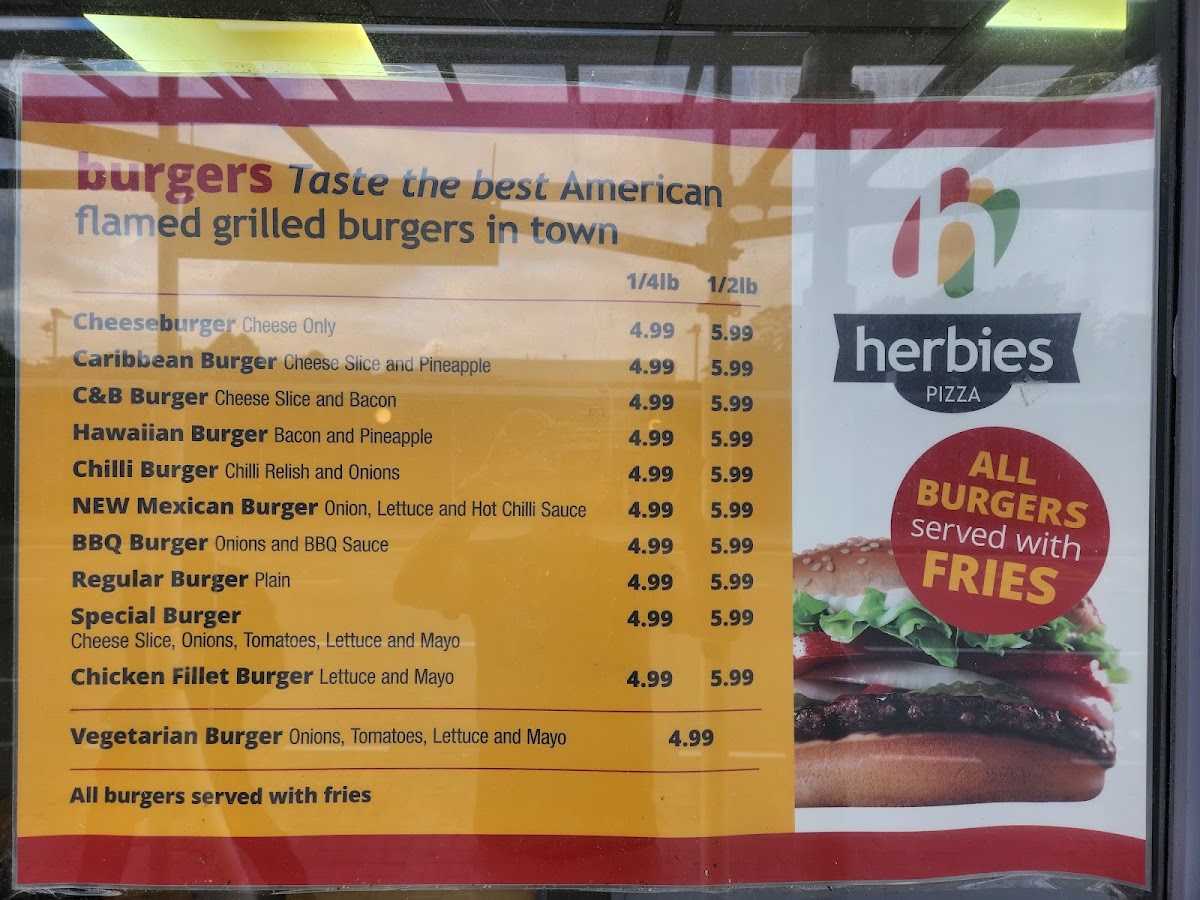 burgers Taste the best American
flamed grilled burgers in town
1/4lb 1/2lb
Cheeseburger Cheese Only 4.99 5.99
Caribbean Burger Cheese Slice and Pineapple 4.99 5.99
C&B Burger Cheese Slice and Bacon 4.99 5.99
Hawaiian Burger Bacon and Pineapple 4.99 5.99
Chilli Burger Chilli Relish and Onions 4.99 5.99
NEW Mexican Burger Onion, Lettuce and Hot Chilli Sauce 4.99 5.99
BBQ Burger Onions and BBQ Sauce 4.99 5.99
Regular Burger Plain 4.99 5.99
Special Burger 4.99 5.99
Cheese Slice, Onions, Tomatoes, Lettuce and Mayo
Chicken Fillet Burger Lettuce and Mayo 4.99 5.99
Vegetarian Burger Onions, Tomatoes, Lettuce and Mayo 4.99
All burgers served with fries
h
herbies
PIZZA
ALL
BURGERS
served with
FRIES